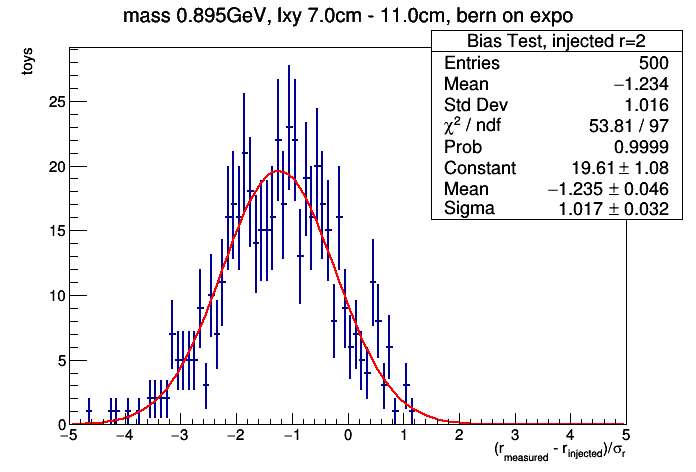 mass 0.895GeV, lxy 7.0cm - 11.0cm, bern on expo
Bias Test, injected r=2
Entries 500
Mean −1.234
Std Dev 1.016
χ² / ndf 53.81 / 97
Prob 0.9999
Constant 19.61 ± 1.08
Mean −1.235 ± 0.046
Sigma 1.017 ± 0.032
toys
25
20
15
10
5
0
−5 −4 −3 −2 −1 0 1 2 3 4 5
(r_measured - r_injected)/σ_r